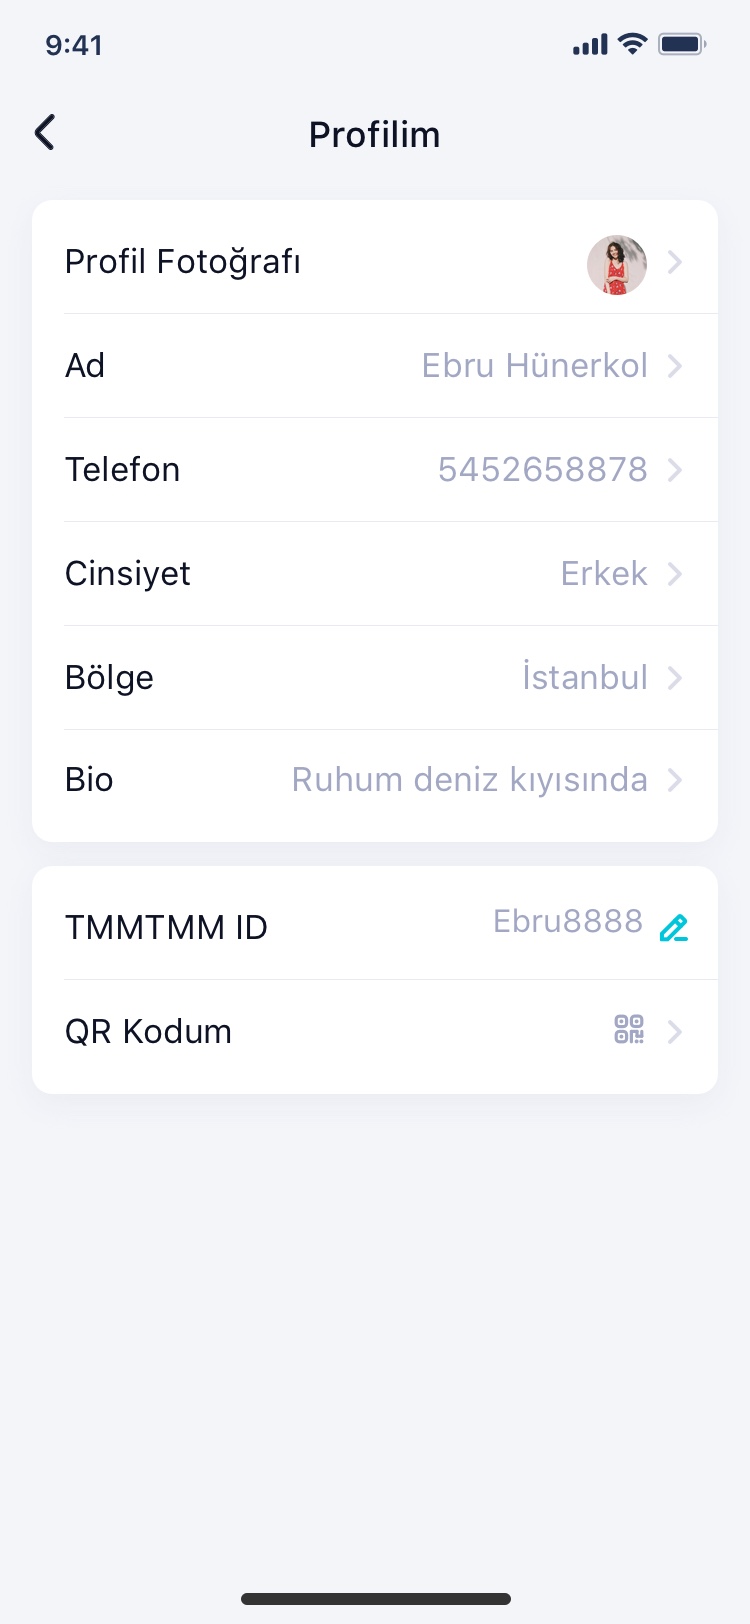 9:41
Profilim
Profil Fotoğrafı
Ad Ebru Hünerkol
Telefon 5452658878
Cinsiyet Erkek
Bölge İstanbul
Bio Ruhum deniz kıyısında
TMMTMM ID Ebru8888
QR Kodum